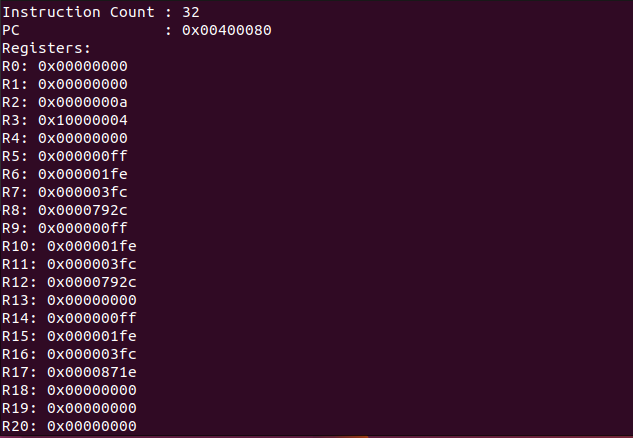 Instruction Count : 32
PC                : 0x00400080
Registers:
R0: 0x00000000
R1: 0x00000000
R2: 0x0000000a
R3: 0x10000004
R4: 0x00000000
R5: 0x000000ff
R6: 0x000001fe
R7: 0x000003fc
R8: 0x0000792c
R9: 0x000000ff
R10: 0x000001fe
R11: 0x000003fc
R12: 0x0000792c
R13: 0x00000000
R14: 0x000000ff
R15: 0x000001fe
R16: 0x000003fc
R17: 0x0000871e
R18: 0x00000000
R19: 0x00000000
R20: 0x00000000